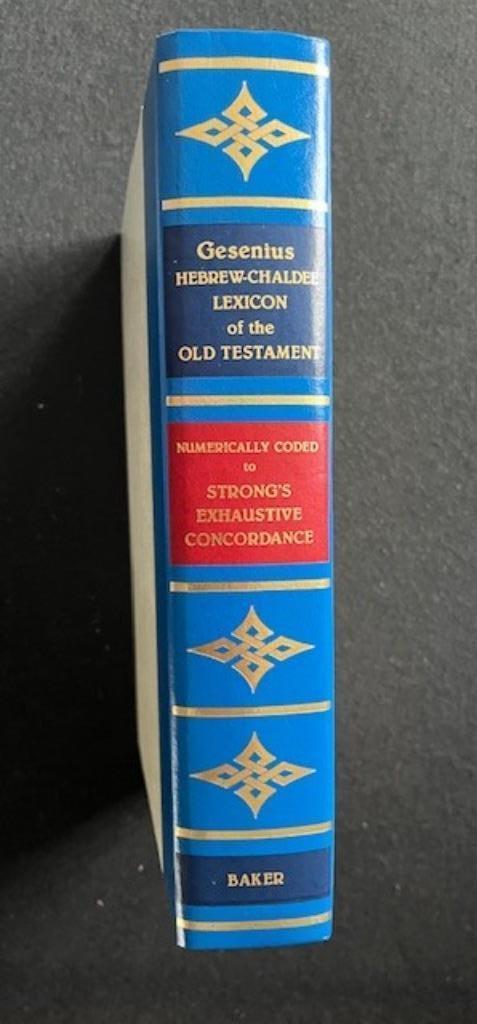 Gesenius
HEBREW-CHALDEE
LEXICON
of the
OLD TESTAMENT
NUMERICALLY CODED
to
STRONG'S
EXHAUSTIVE
CONCORDANCE
BAKER